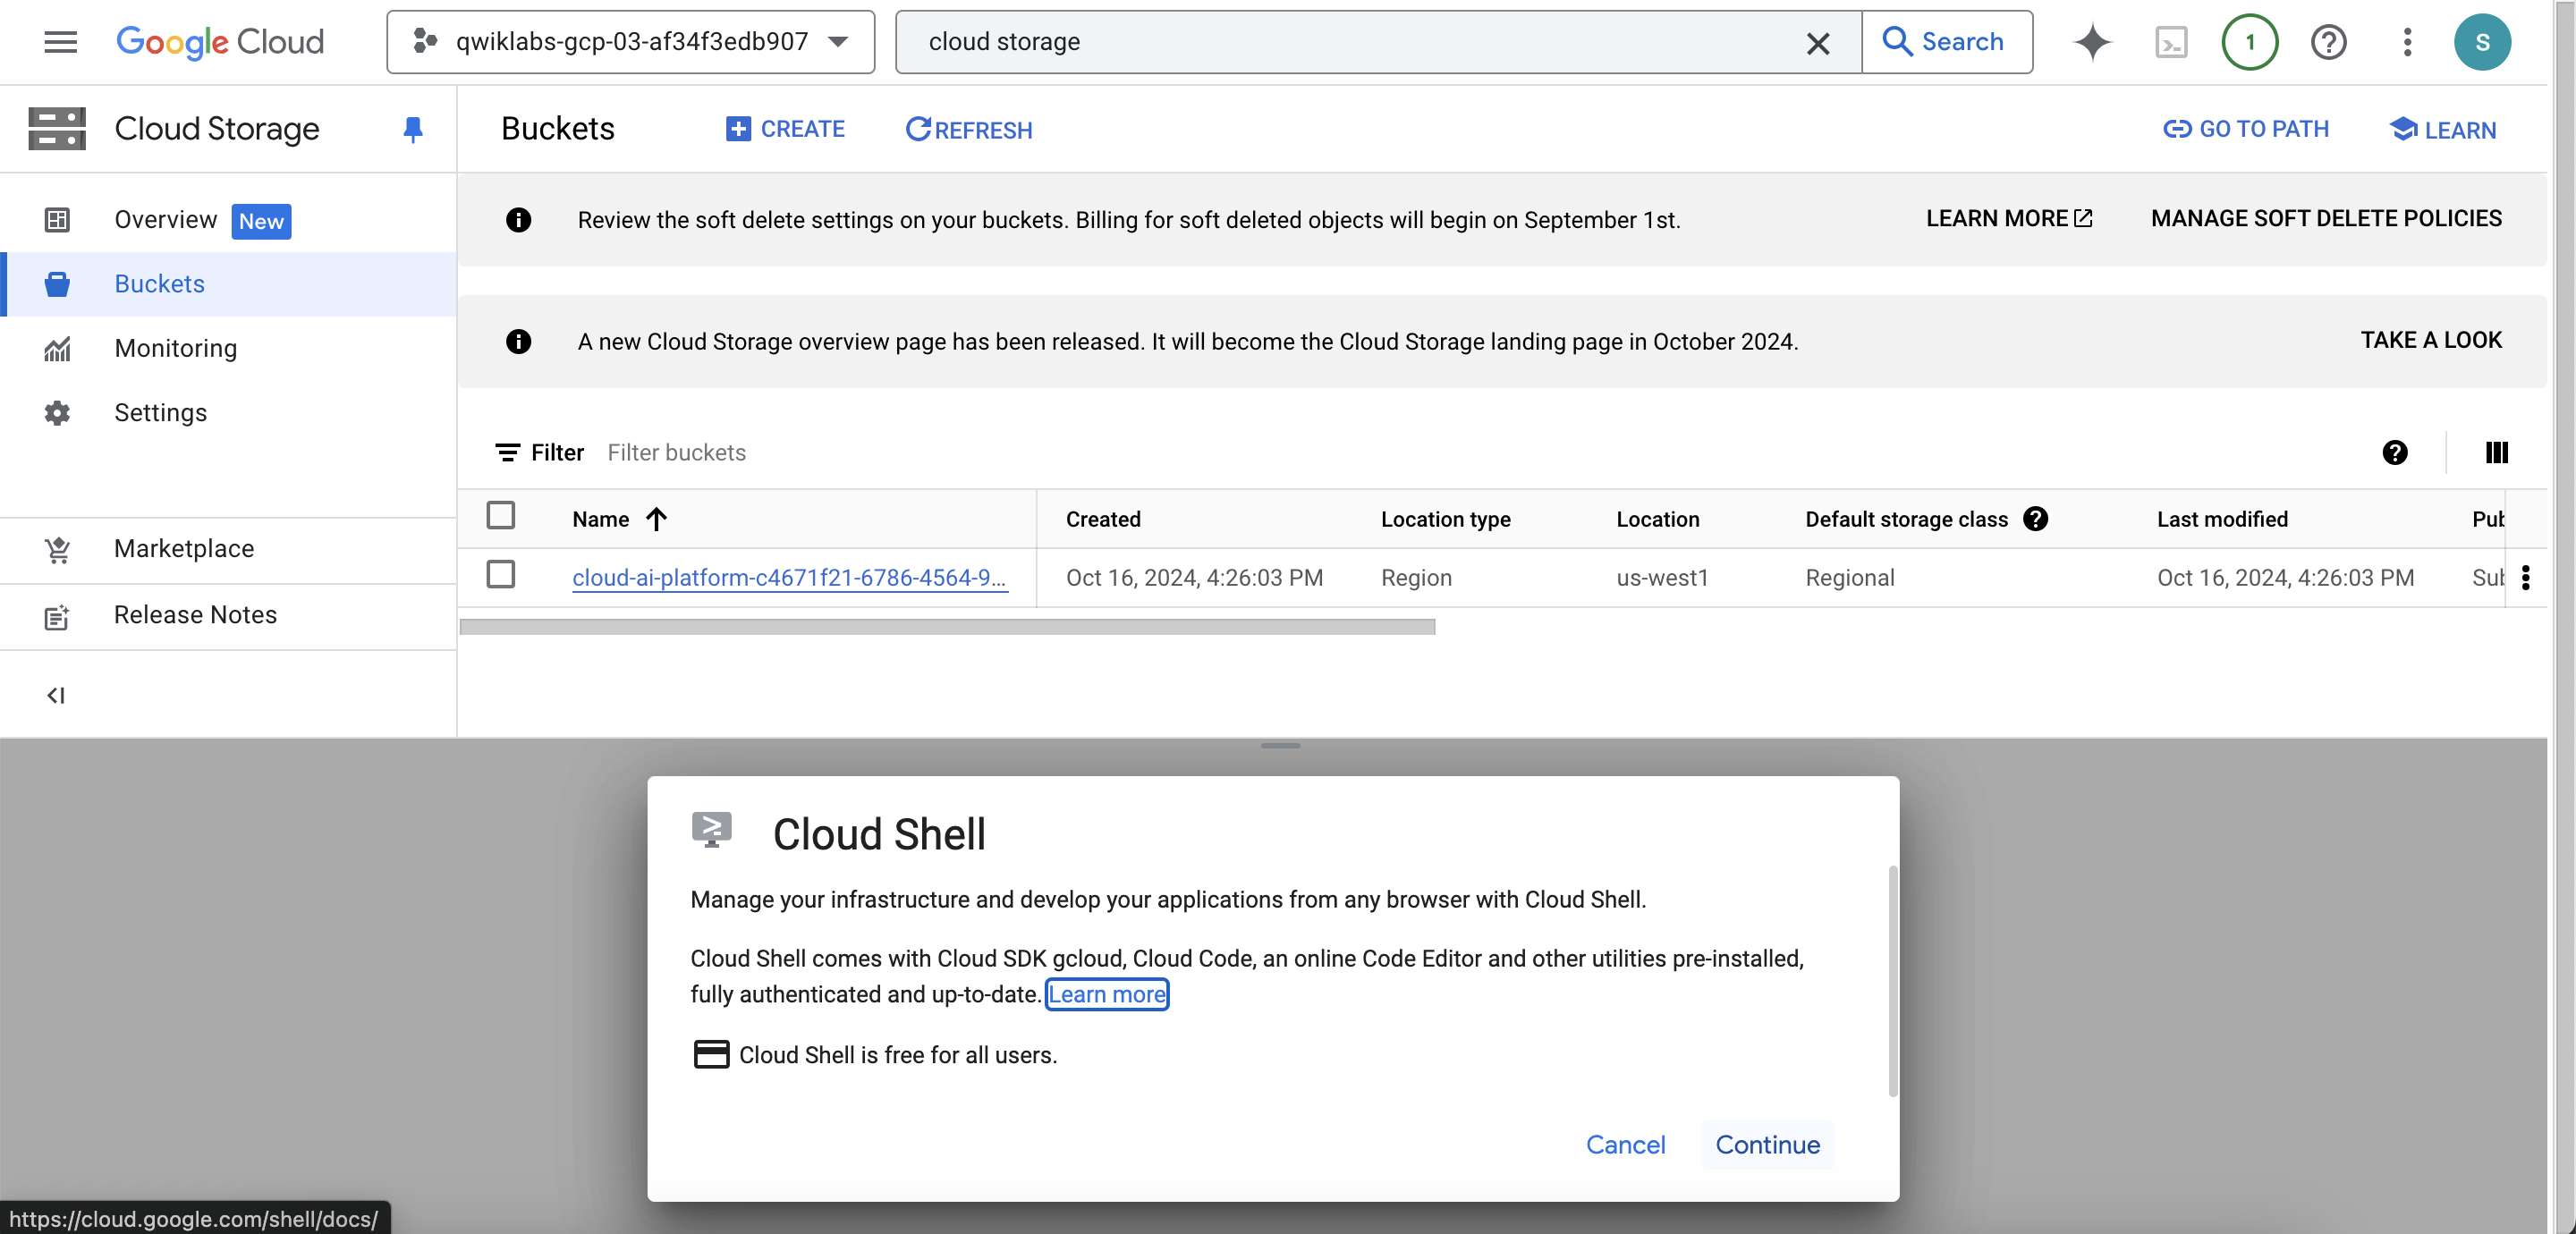 Google Cloud
qwiklabs-gcp-03-af34f3edb907
cloud storage
Search
1
S
Cloud Storage
Buckets
CREATE
REFRESH
GO TO PATH
LEARN
Overview New
Buckets
Monitoring
Settings
Marketplace
Release Notes
Review the soft delete settings on your buckets. Billing for soft deleted objects will begin on September 1st.
LEARN MORE
MANAGE SOFT DELETE POLICIES
A new Cloud Storage overview page has been released. It will become the Cloud Storage landing page in October 2024.
TAKE A LOOK
Filter Filter buckets
Name Created Location type Location Default storage class Last modified Pub
cloud-ai-platform-c4671f21-6786-4564-9... Oct 16, 2024, 4:26:03 PM Region us-west1 Regional Oct 16, 2024, 4:26:03 PM Sub
Cloud Shell
Manage your infrastructure and develop your applications from any browser with Cloud Shell.
Cloud Shell comes with Cloud SDK gcloud, Cloud Code, an online Code Editor and other utilities pre-installed,
fully authenticated and up-to-date. Learn more
Cloud Shell is free for all users.
Cancel
Continue
https://cloud.google.com/shell/docs/